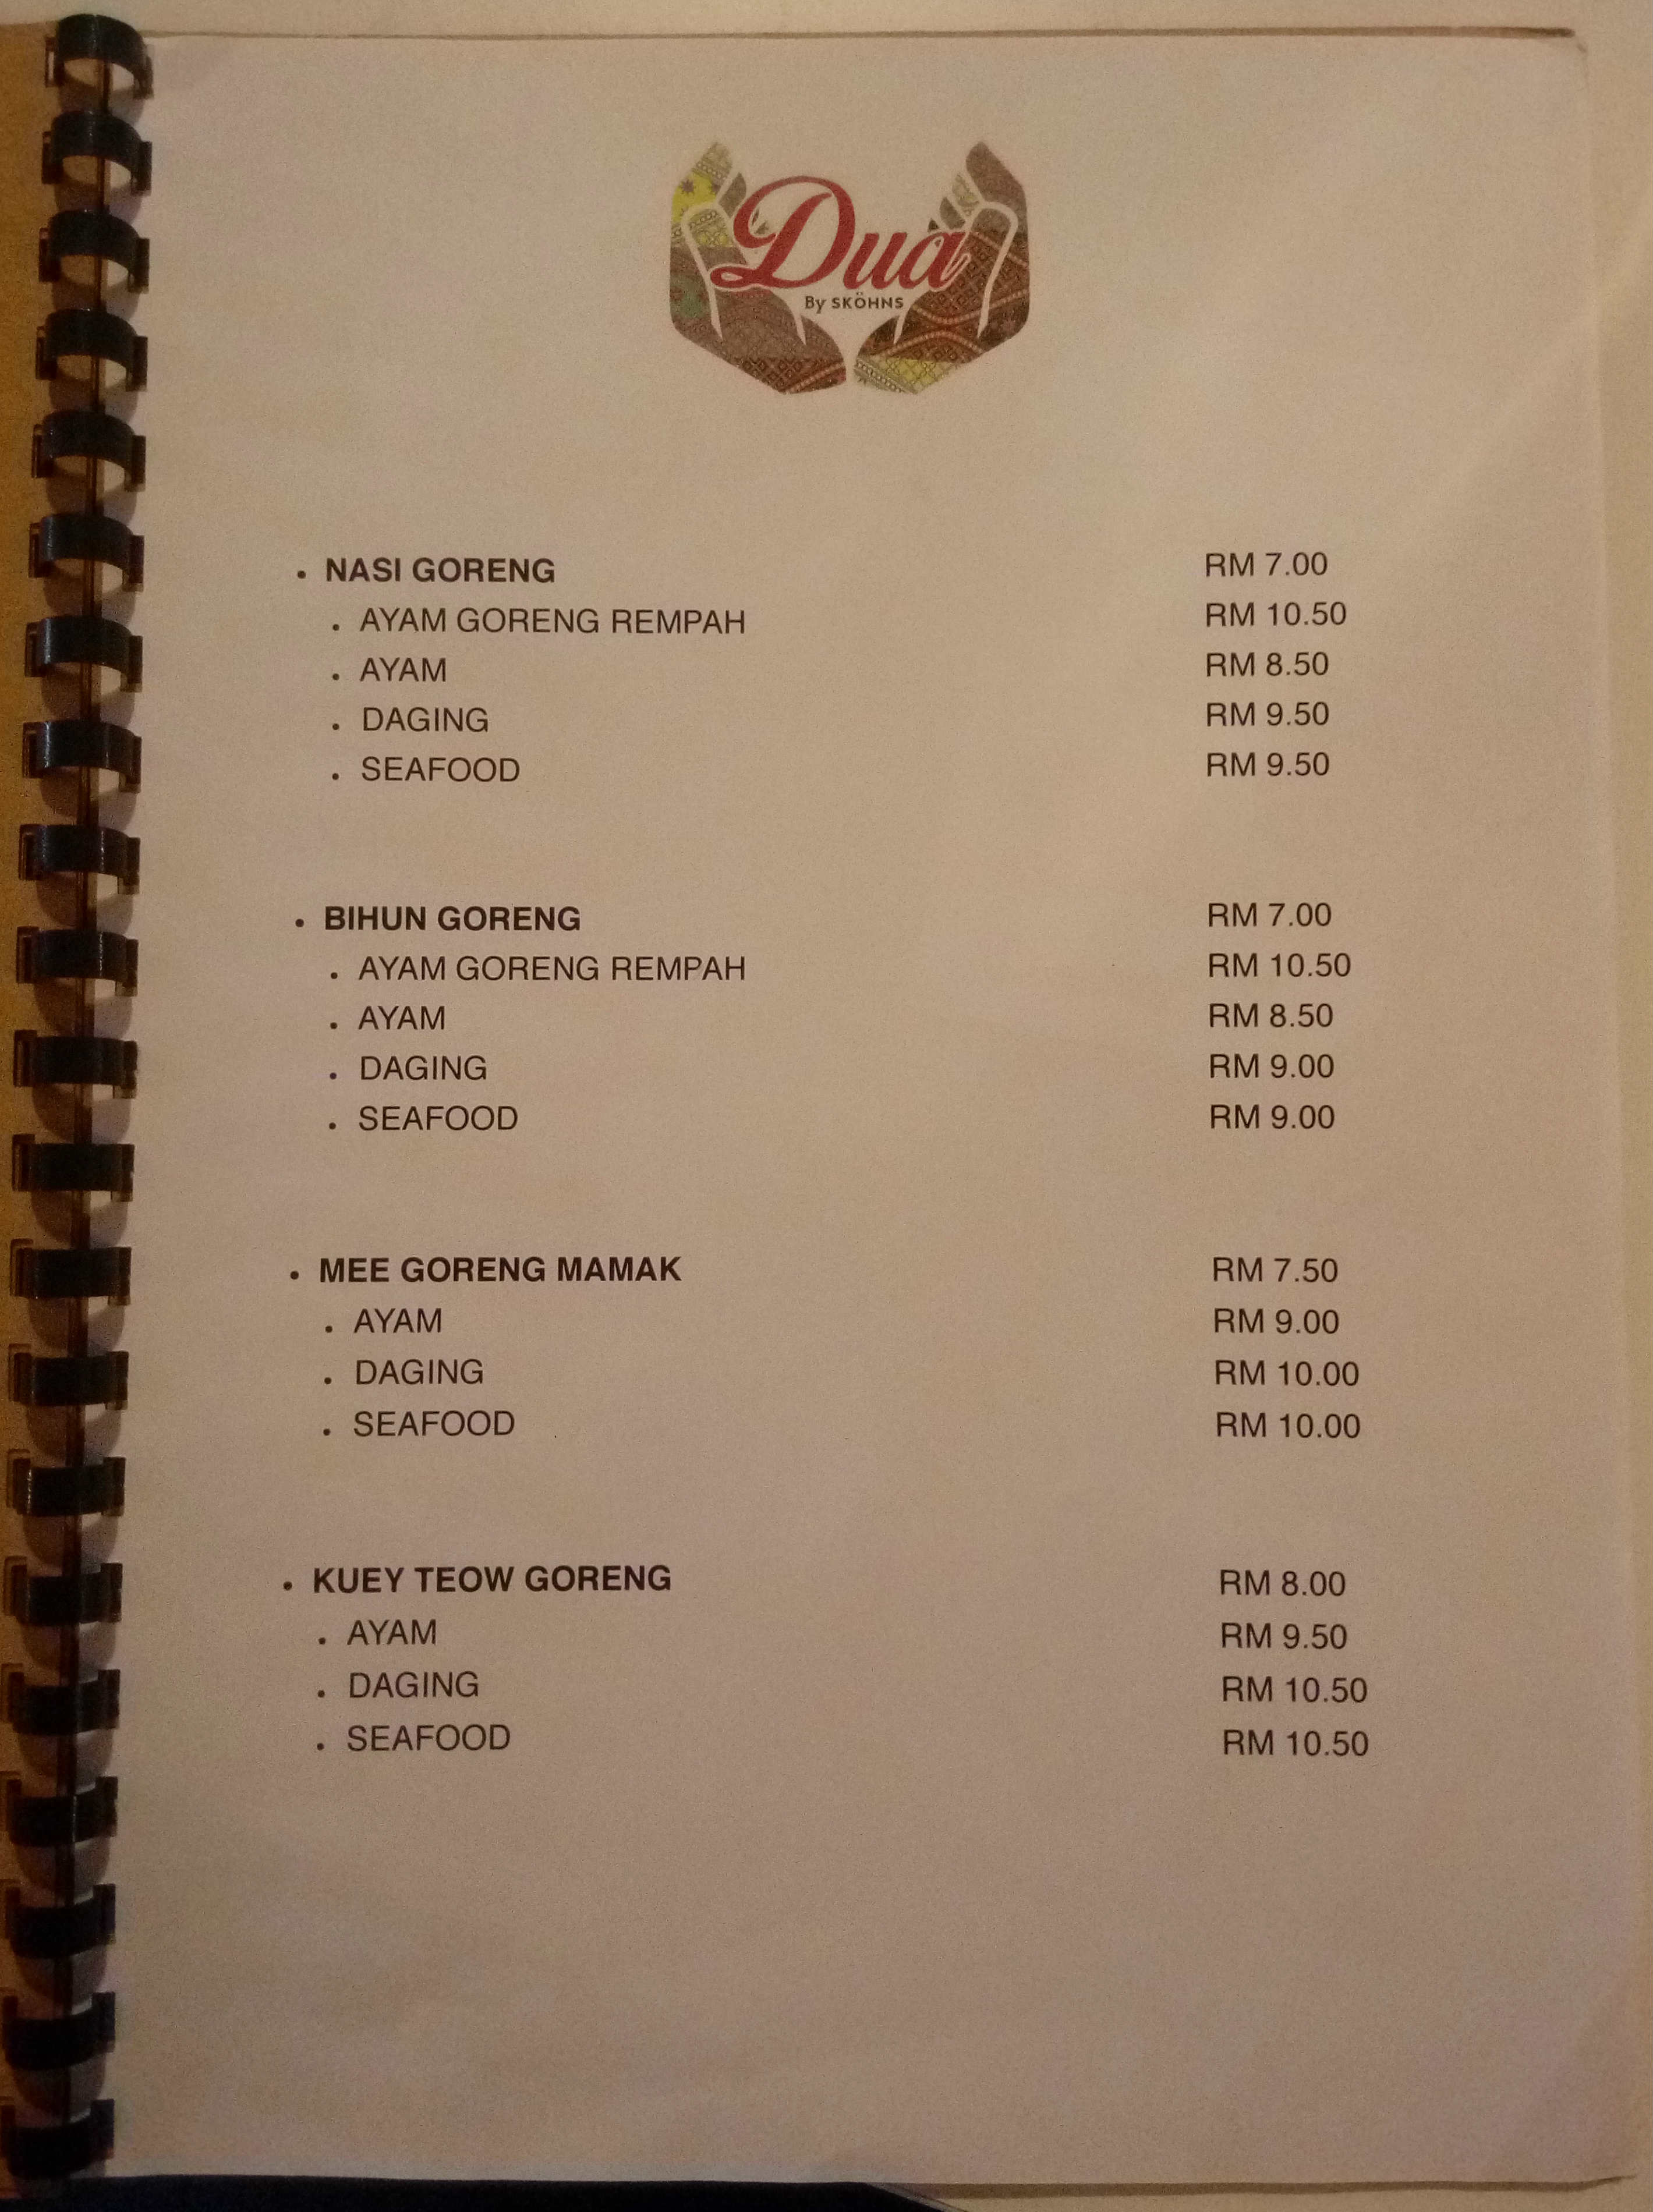 Dua
By SKÖHNS
• NASI GORENG RM 7.00
• AYAM GORENG REMPAH RM 10.50
• AYAM RM 8.50
• DAGING RM 9.50
• SEAFOOD RM 9.50
• BIHUN GORENG RM 7.00
• AYAM GORENG REMPAH RM 10.50
• AYAM RM 8.50
• DAGING RM 9.00
• SEAFOOD RM 9.00
• MEE GORENG MAMAK RM 7.50
• AYAM RM 9.00
• DAGING RM 10.00
• SEAFOOD RM 10.00
• KUEY TEOW GORENG RM 8.00
• AYAM RM 9.50
• DAGING RM 10.50
• SEAFOOD RM 10.50